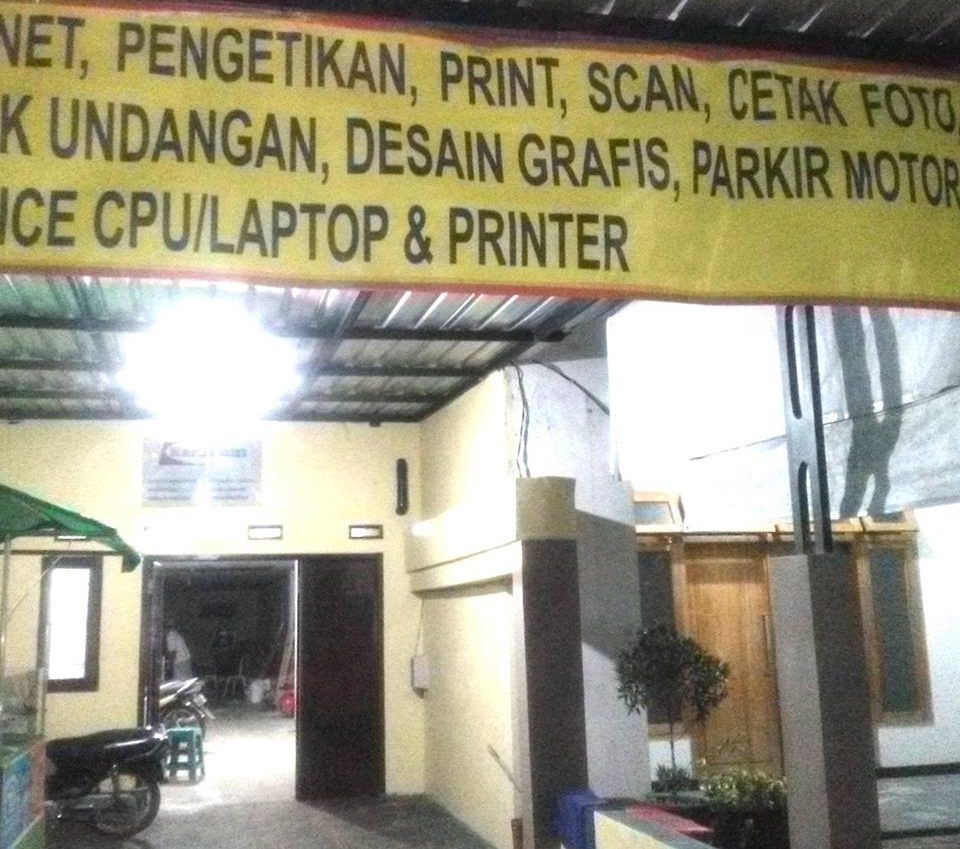 NET, PENGETIKAN, PRINT, SCAN, CETAK FOTO,
K UNDANGAN, DESAIN GRAFIS, PARKIR MOTOR
ICE CPU/LAPTOP & PRINTER